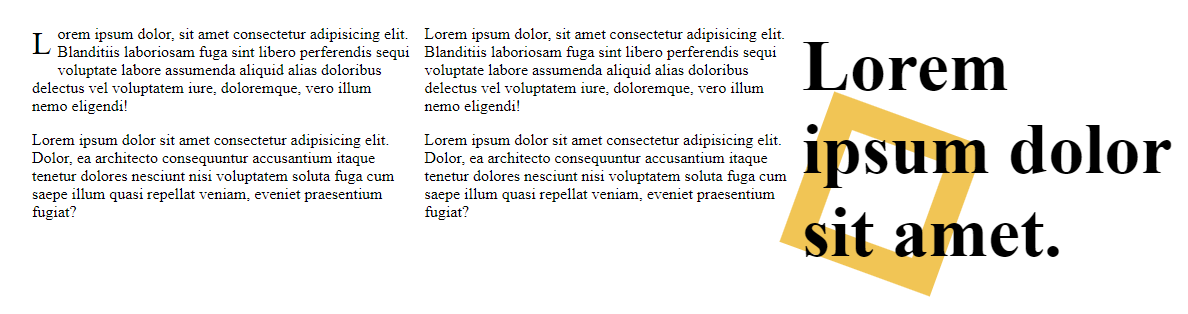 Lorem ipsum dolor, sit amet consectetur adipisicing elit.
Blanditiis laboriosam fuga sint libero perferendis sequi
voluptate labore assumenda aliquid alias doloribus
delectus vel voluptatem iure, doloremque, vero illum
nemo eligendi!
Lorem ipsum dolor sit amet consectetur adipisicing elit.
Dolor, ea architecto consequuntur accusantium itaque
tenetur dolores nesciunt nisi voluptatem soluta fuga cum
saepe illum quasi repellat veniam, eveniet praesentium
fugiat?
Lorem ipsum dolor, sit amet consectetur adipisicing elit.
Blanditiis laboriosam fuga sint libero perferendis sequi
voluptate labore assumenda aliquid alias doloribus
delectus vel voluptatem iure, doloremque, vero illum
nemo eligendi!
Lorem ipsum dolor sit amet consectetur adipisicing elit.
Dolor, ea architecto consequuntur accusantium itaque
tenetur dolores nesciunt nisi voluptatem soluta fuga cum
saepe illum quasi repellat veniam, eveniet praesentium
fugiat?
Lorem
ipsum dolor
sit amet.